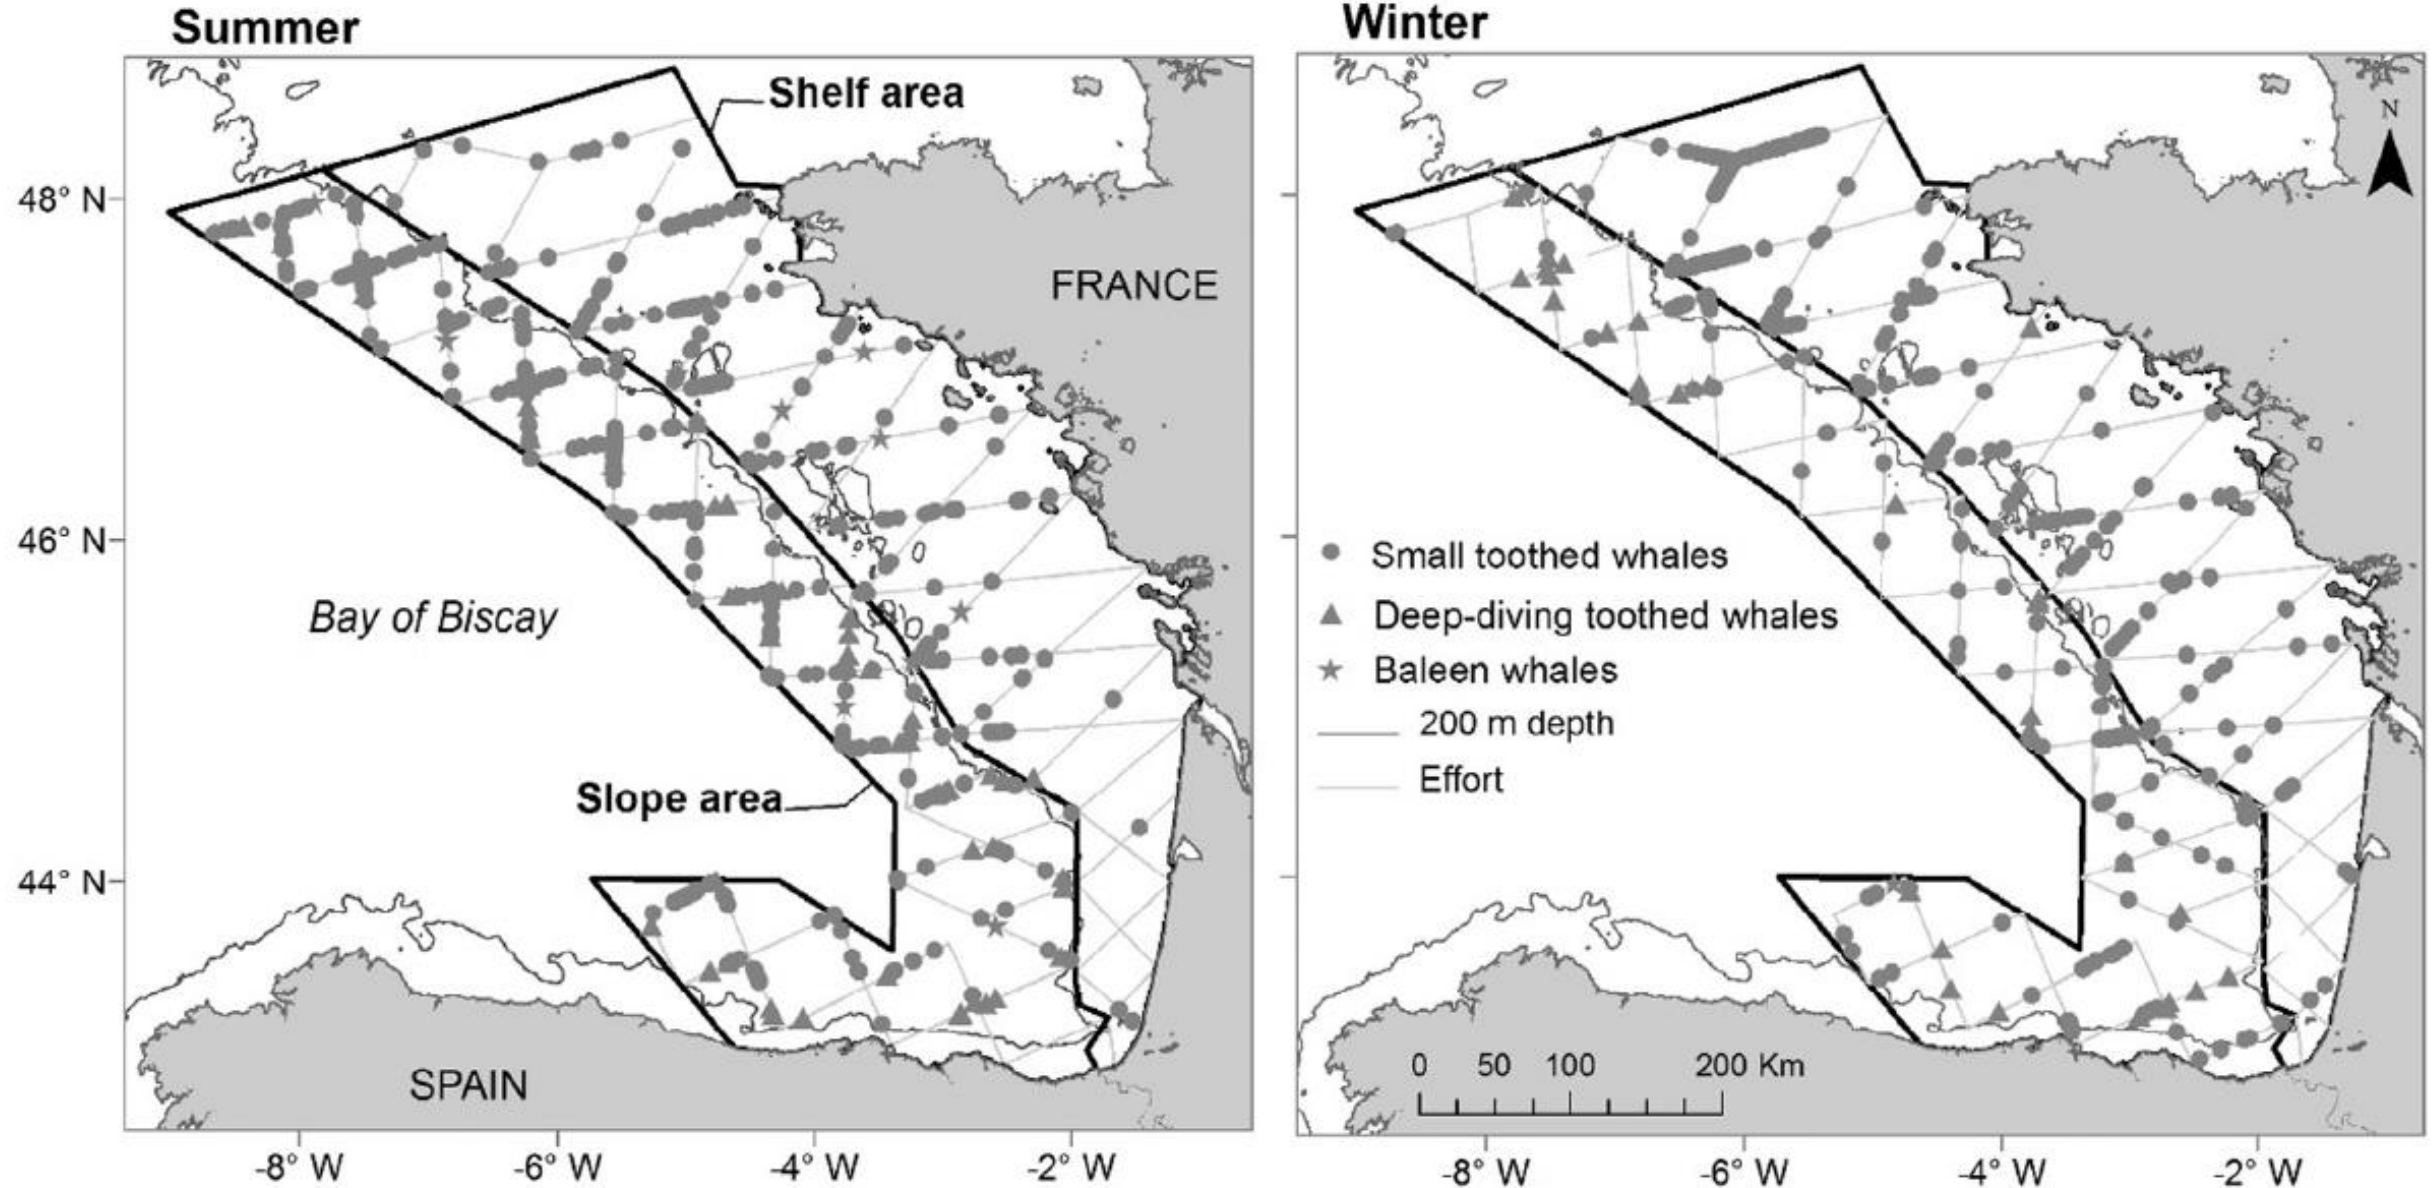 Summer
Winter
Shelf area
N
48° N
FRANCE
46° N
Small toothed whales
Deep-diving toothed whales
Bay of Biscay
Baleen whales
200 m depth
Effort
Slope area
44° N
SPAIN
0 50 100 200 Km
-8° W -6° W -4° W -2° W
-8° W -6° W -4° W -2° W